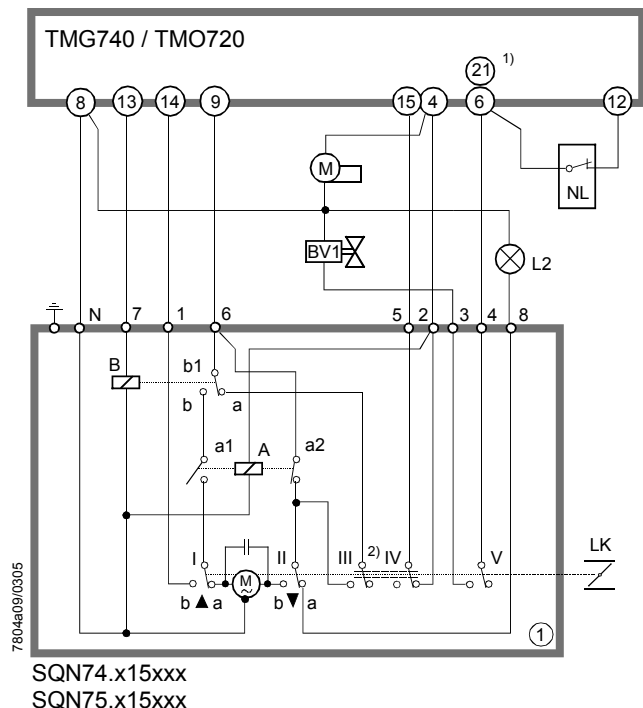 TMG740 / TMO720
21 1)
8 13 14 9 15 4 6 12
M
NL
BV1
L2
N 7 1 6 5 2 3 4 8
B b1
b a
a1 A a2
I II III 2) IV V LK
M
~
b ▲ a b ▼ a
1
7804a09/0305
SQN74.x15xxx
SQN75.x15xxx